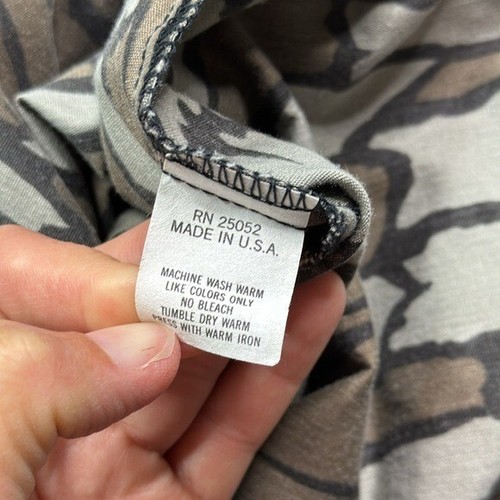 RN 25052
MADE IN U.S.A.
MACHINE WASH WARM
LIKE COLORS ONLY
NO BLEACH
TUMBLE DRY WARM
PRESS WITH WARM IRON